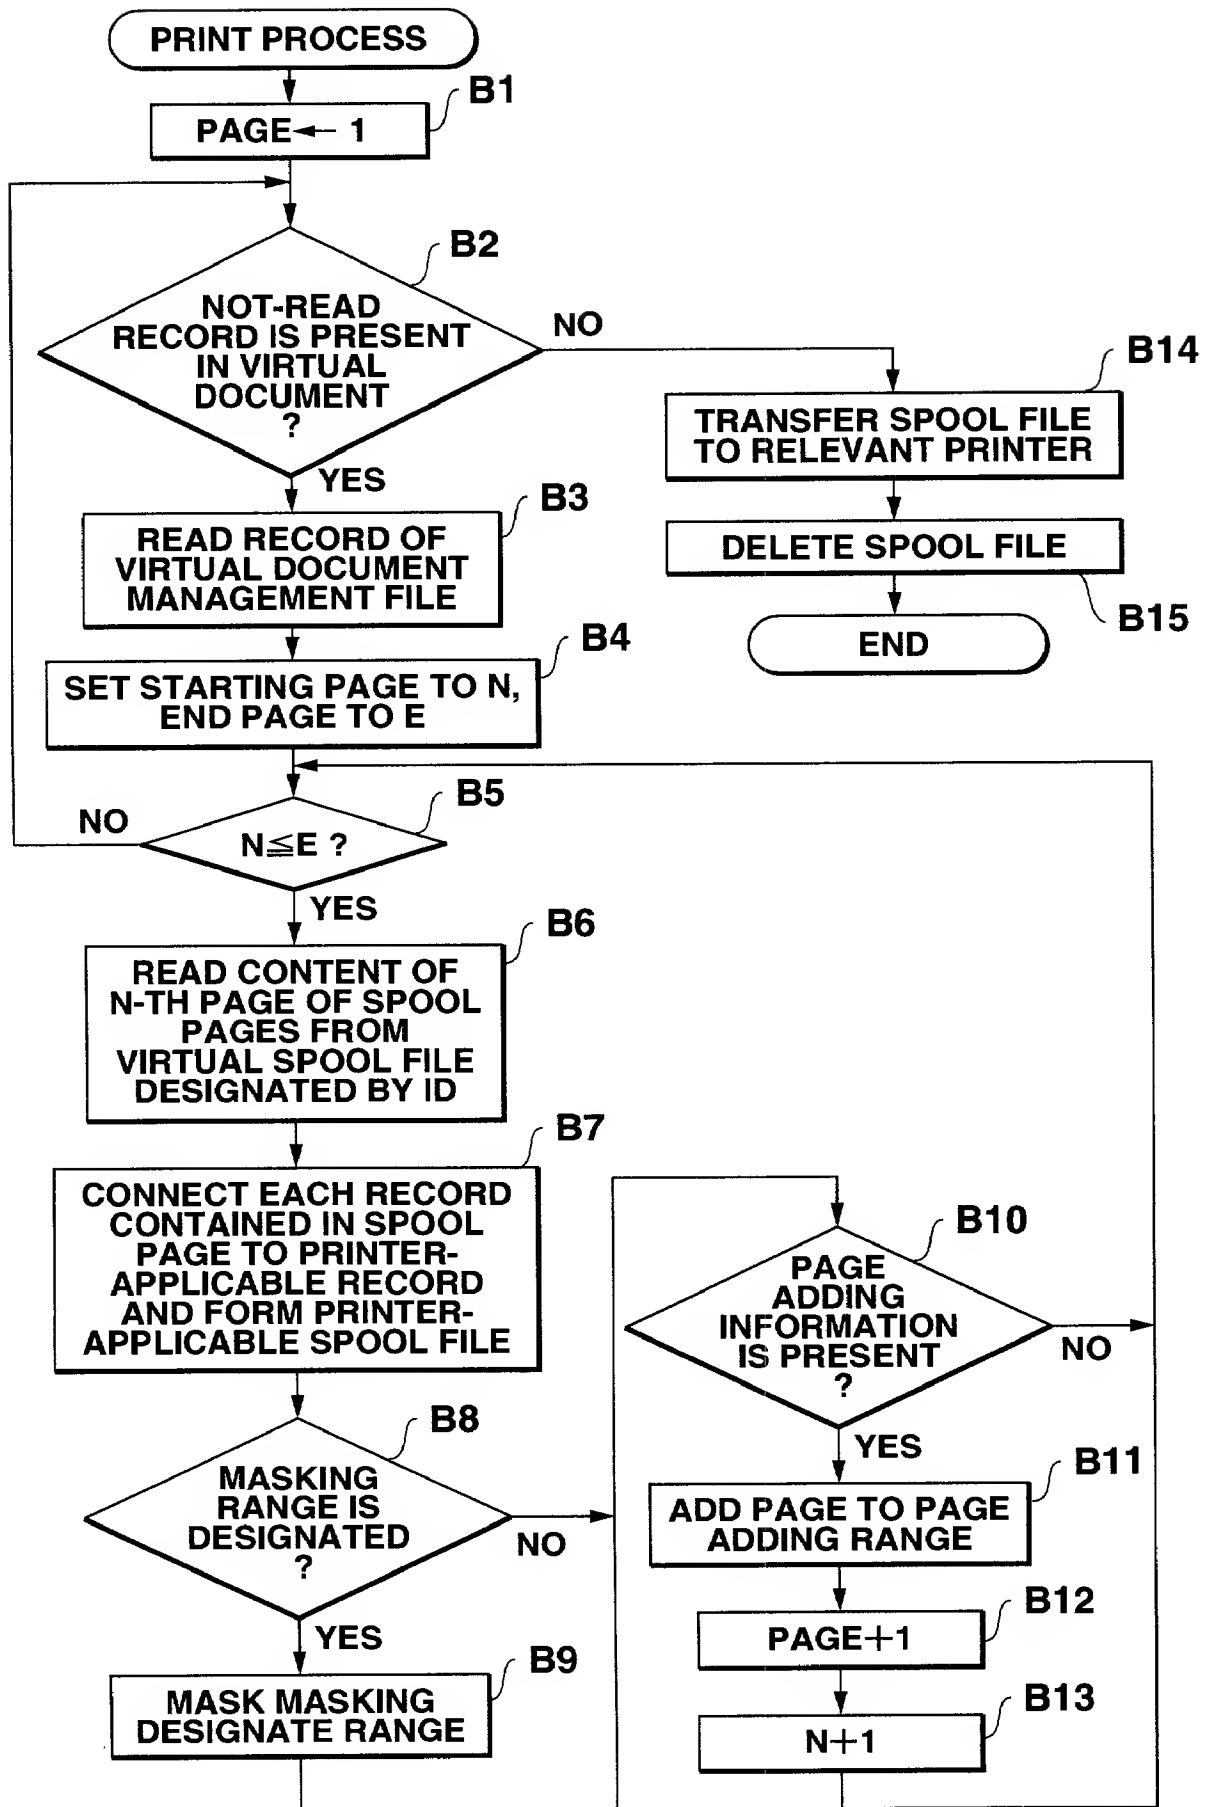 PRINT PROCESS
B1
PAGE← 1
B2
NOT-READ
RECORD IS PRESENT
IN VIRTUAL
DOCUMENT
?
NO
YES
B14
TRANSFER SPOOL FILE
TO RELEVANT PRINTER
DELETE SPOOL FILE
B15
END
B3
READ RECORD OF
VIRTUAL DOCUMENT
MANAGEMENT FILE
B4
SET STARTING PAGE TO N,
END PAGE TO E
B5
NO
N≦E ?
YES
B6
READ CONTENT OF
N-TH PAGE OF SPOOL
PAGES FROM
VIRTUAL SPOOL FILE
DESIGNATED BY ID
B7
CONNECT EACH RECORD
CONTAINED IN SPOOL
PAGE TO PRINTER-
APPLICABLE RECORD
AND FORM PRINTER-
APPLICABLE SPOOL FILE
B8
MASKING
RANGE IS
DESIGNATED
?
NO
YES
B9
MASK MASKING
DESIGNATE RANGE
B10
PAGE
ADDING
INFORMATION
IS PRESENT
?
NO
YES
B11
ADD PAGE TO PAGE
ADDING RANGE
B12
PAGE+1
B13
N+1